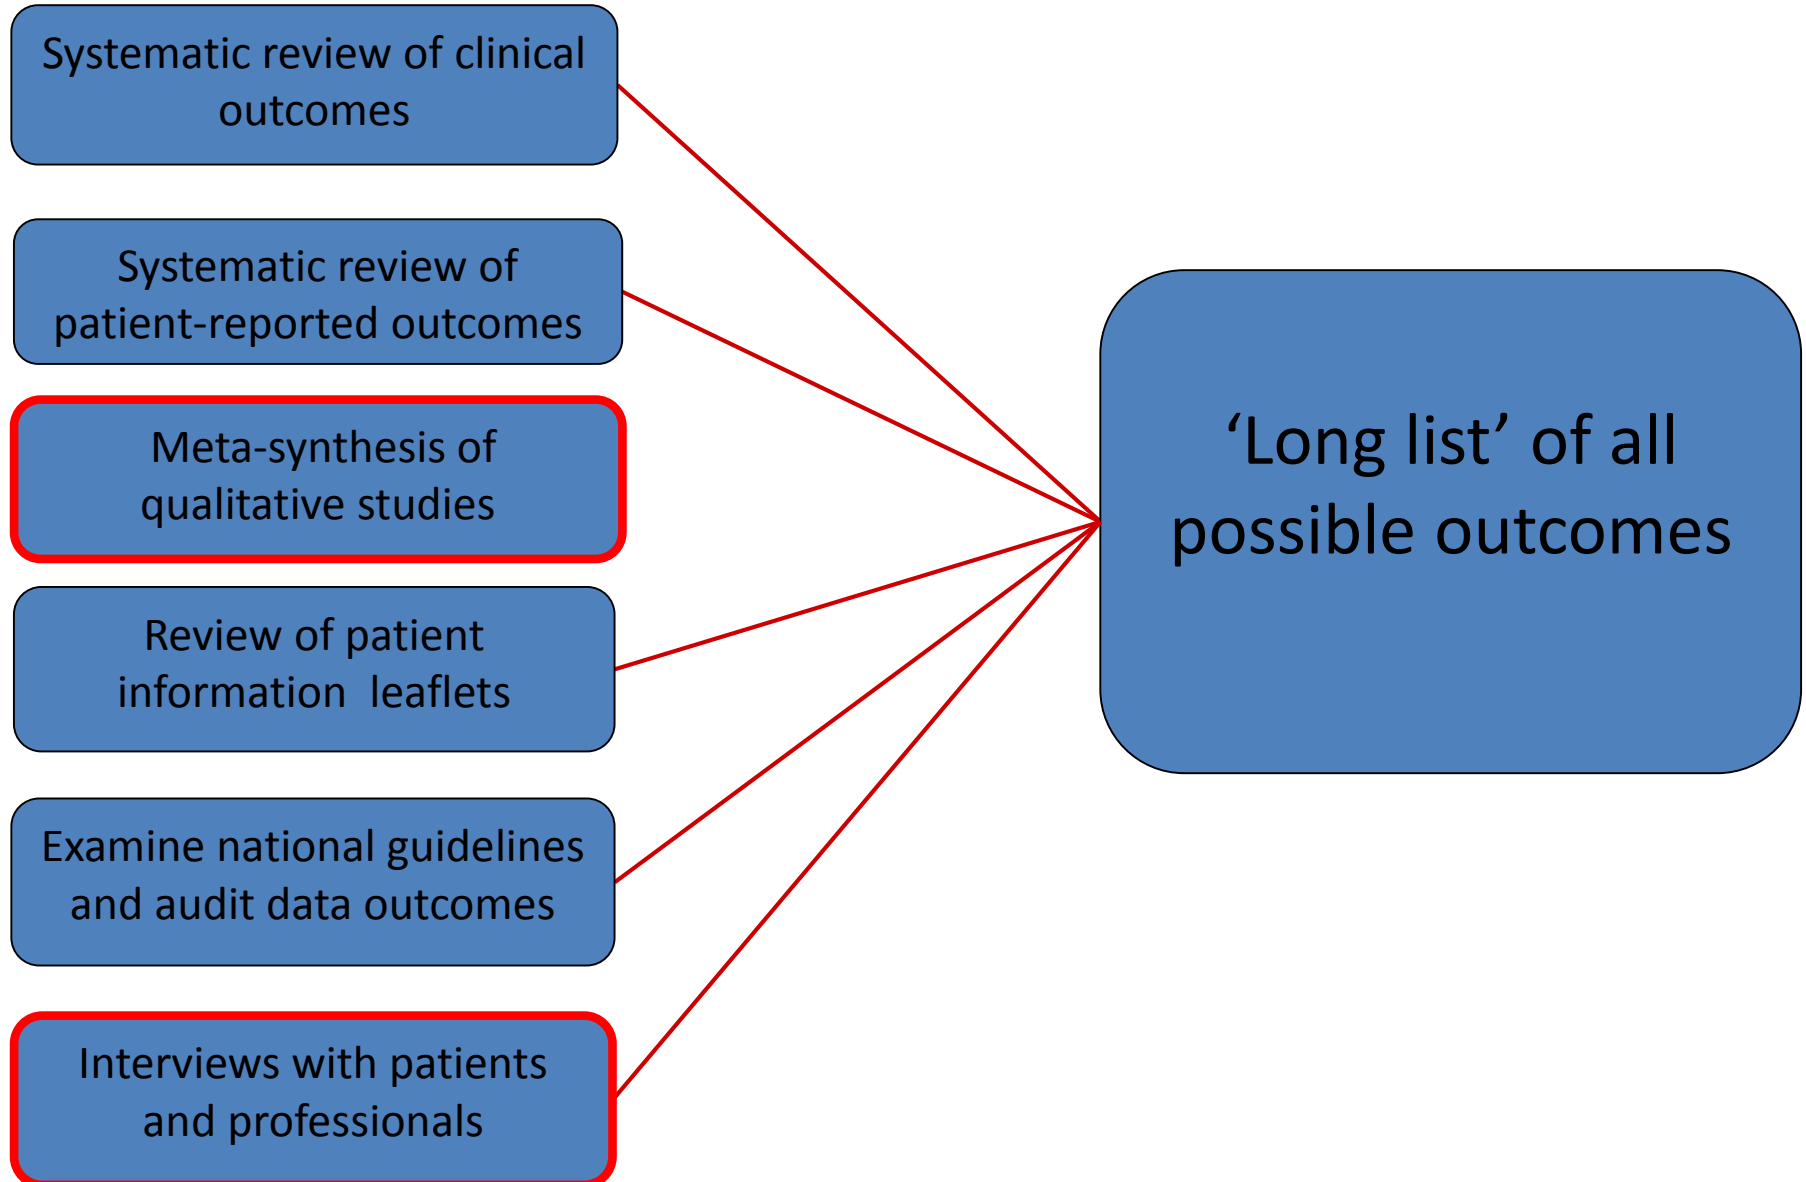 Systematic review of clinical
outcomes
Systematic review of
patient-reported outcomes
Meta-synthesis of
qualitative studies
Review of patient
information  leaflets
Examine national guidelines
and audit data outcomes
Interviews with patients
and professionals
‘Long list’ of all
possible outcomes